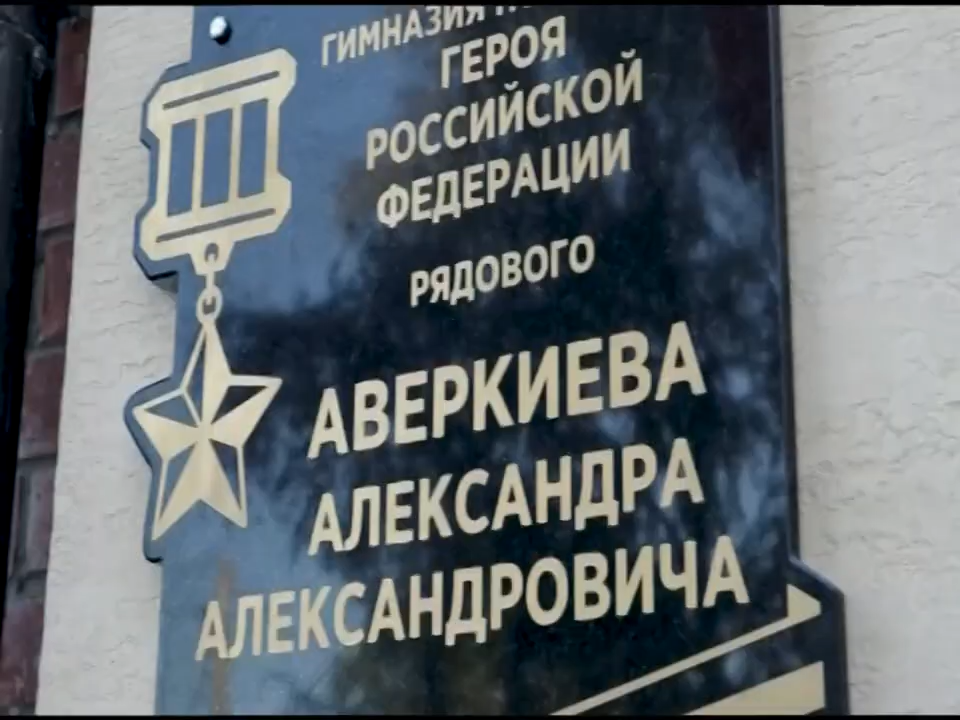 ГИМНАЗИЯ
ГЕРОЯ
РОССИЙСКОЙ
ФЕДЕРАЦИИ
РЯДОВОГО
АВЕРКИЕВА
АЛЕКСАНДРА
АЛЕКСАНДРОВИЧА